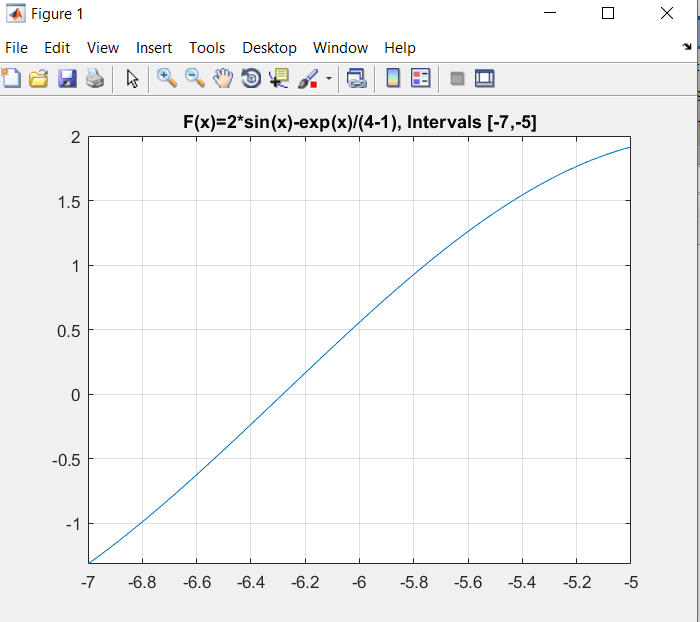 Figure 1
File Edit View Insert Tools Desktop Window Help
F(x)=2*sin(x)-exp(x)/(4-1), Intervals [-7,-5]
2
1.5
1
0.5
0
-0.5
-1
-7 -6.8 -6.6 -6.4 -6.2 -6 -5.8 -5.6 -5.4 -5.2 -5